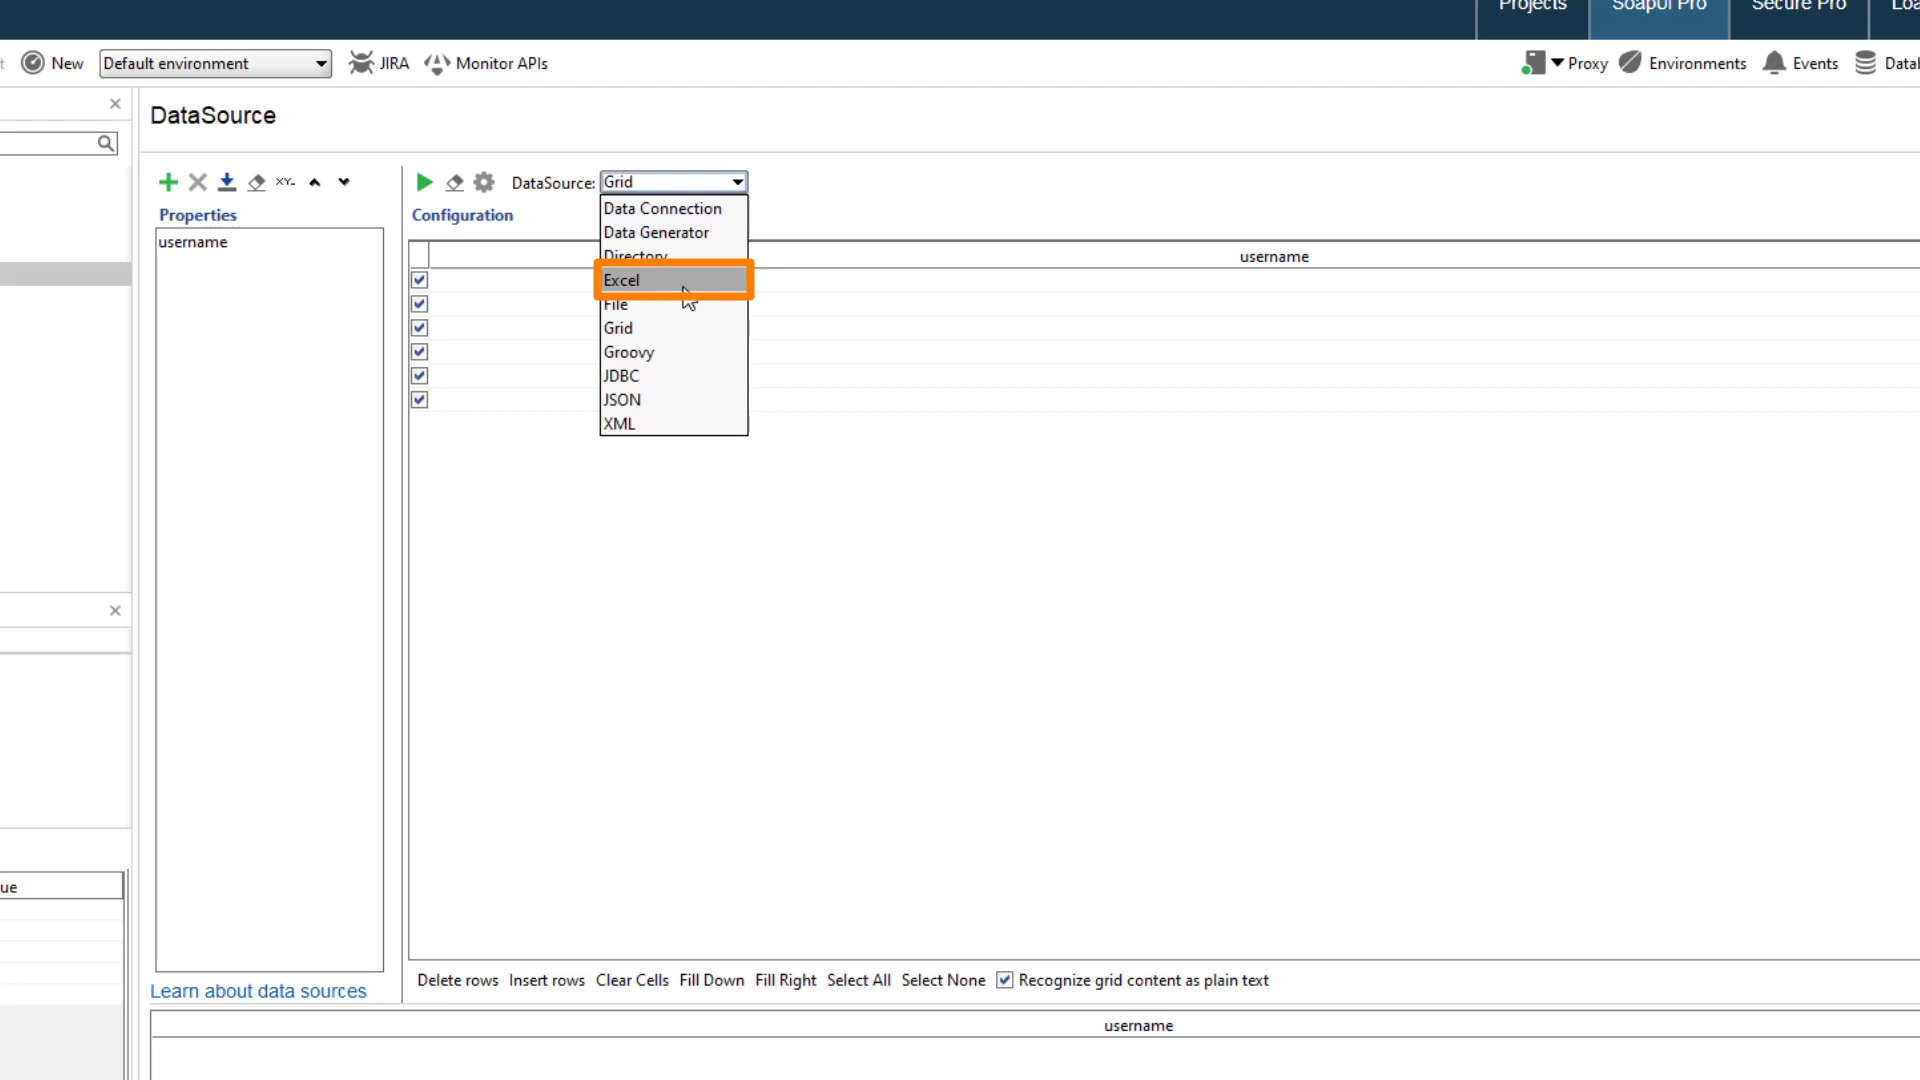 Projects SoapUI Pro Secure Pro
New Default environment JIRA Monitor APIs Proxy Environments Events
DataSource
DataSource: Grid
Properties Configuration
username
Data Connection
Data Generator
Directory
username
Excel
File
Grid
Groovy
JDBC
JSON
XML
ue
Delete rows Insert rows Clear Cells Fill Down Fill Right Select All Select None Recognize grid content as plain text
Learn about data sources
username